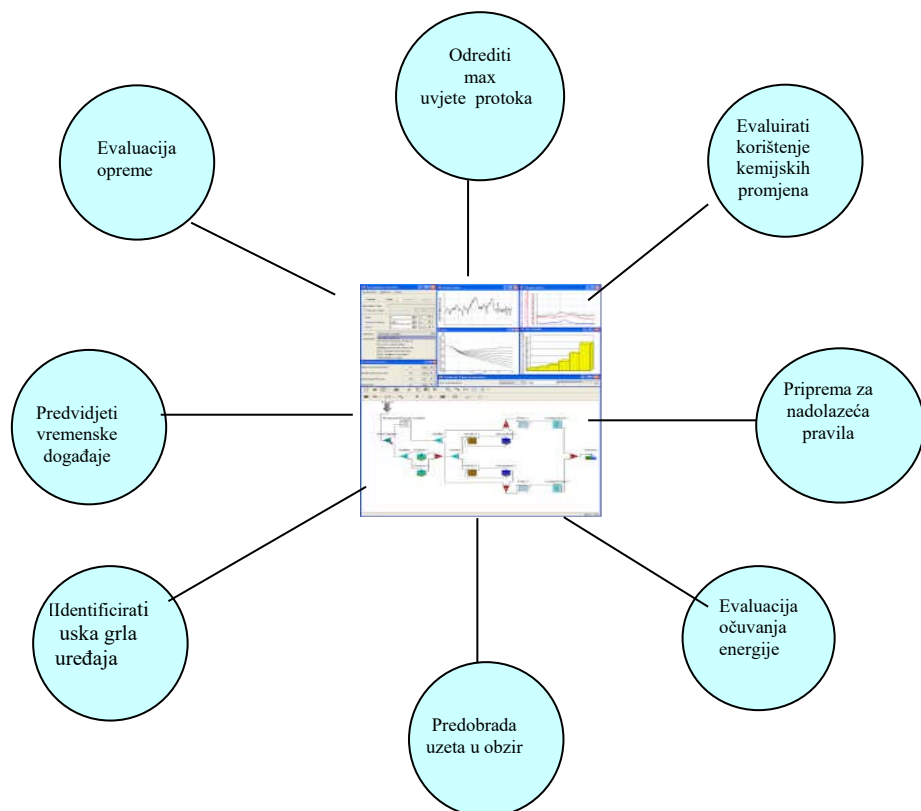 Odrediti
max
uvjete protoka
Evaluacija
opreme
Evaluirati
korištenje
kemijskih
promjena
Predvidjeti
vremenske
događaje
Priprema za
nadolazeća
pravila
IIdentificirati
uska grla
uređaja
Evaluacija
očuvanja
energije
Predobrada
uzeta u obzir